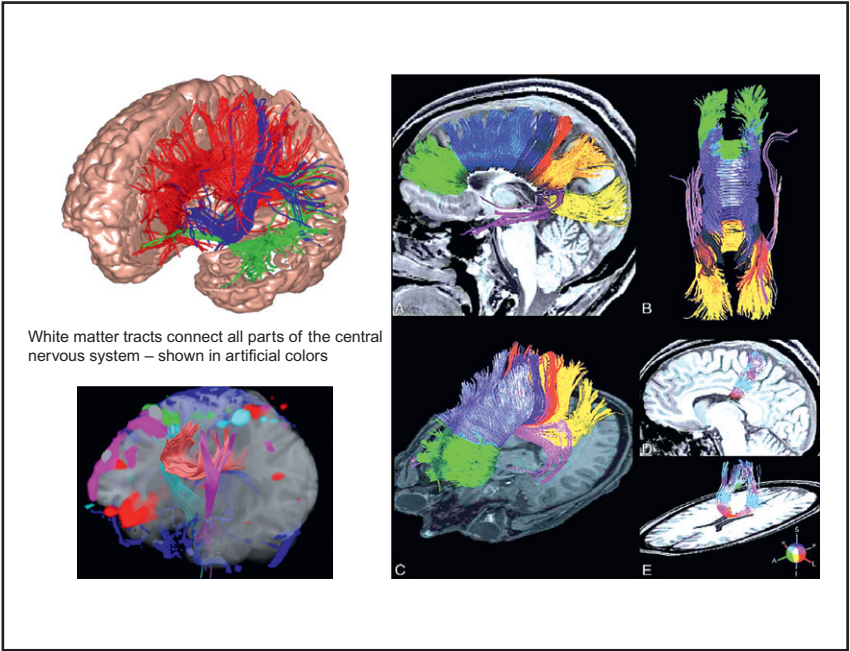 White matter tracts connect all parts of the central
nervous system – shown in artificial colors
A
B
C
D
E
S
P
A
L